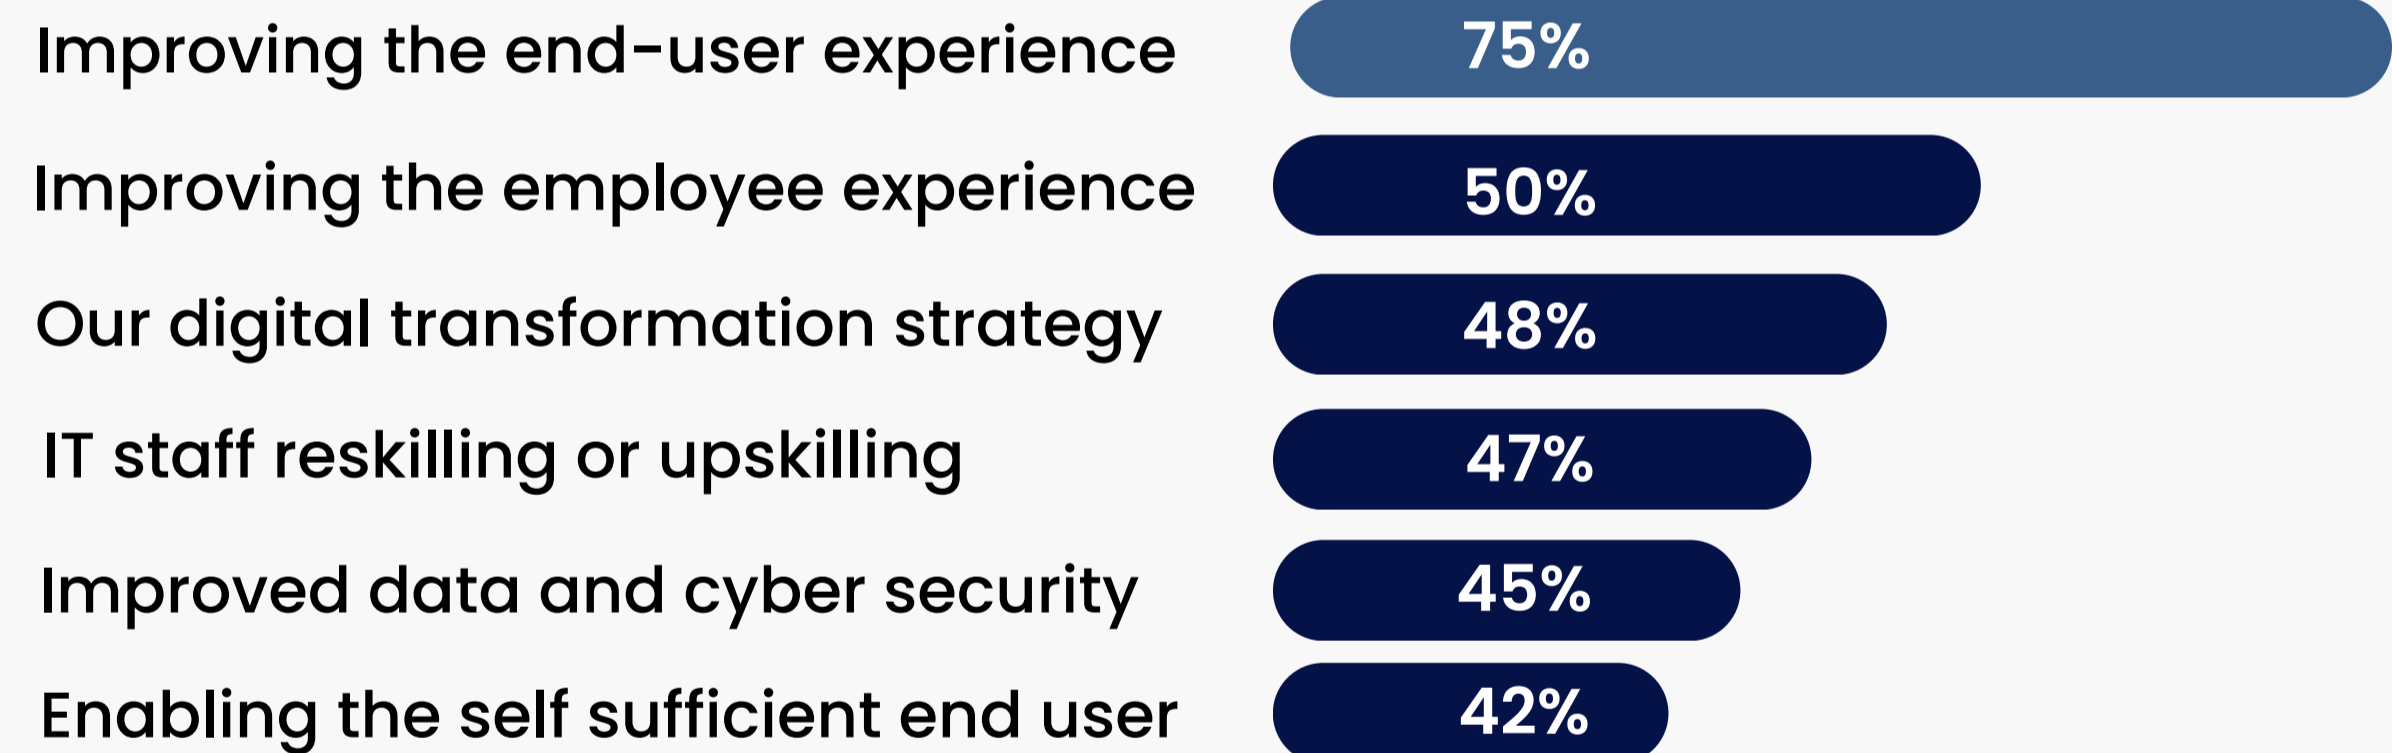 Improving the end-user experience 75%
Improving the employee experience 50%
Our digital transformation strategy 48%
IT staff reskilling or upskilling 47%
Improved data and cyber security 45%
Enabling the self sufficient end user 42%